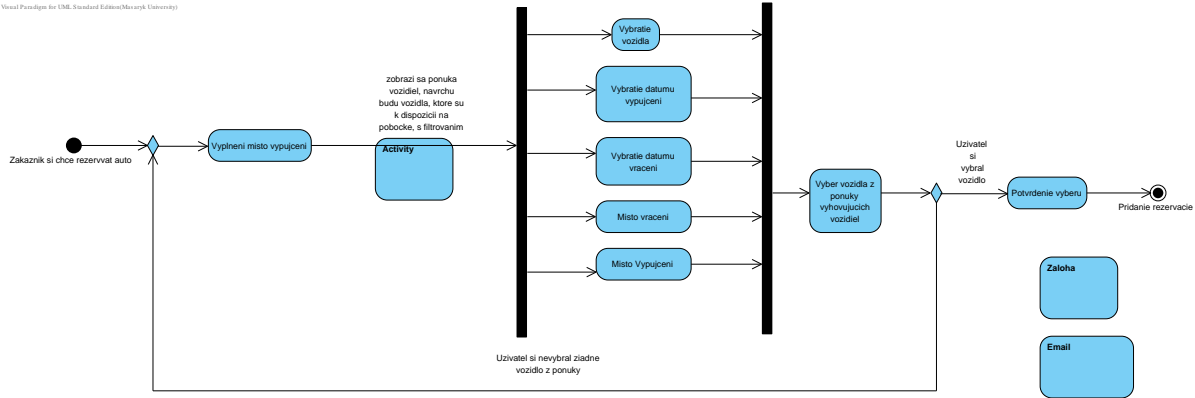 Visual Paradigm for UML Standard Edition(Masaryk University)
Zakaznik si chce rezervvat auto
Vyplneni misto vypujceni
zobrazi sa ponuka
vozidiel, navrchu
budu vozidla, ktore su
k dispozicii na
pobocke, s filtrovanim
Activity
Vybratie
vozidla
Vybratie datumu
vypujceni
Vybratie datumu
vraceni
Misto vraceni
Misto Vypujceni
Uzivatel si nevybral ziadne
vozidlo z ponuky
Vyber vozidla z
ponuky
vyhovujucich
vozidiel
Uzivatel
si
vybral
vozidlo
Potvrdenie vyberu
Pridanie rezervacie
Zaloha
Email